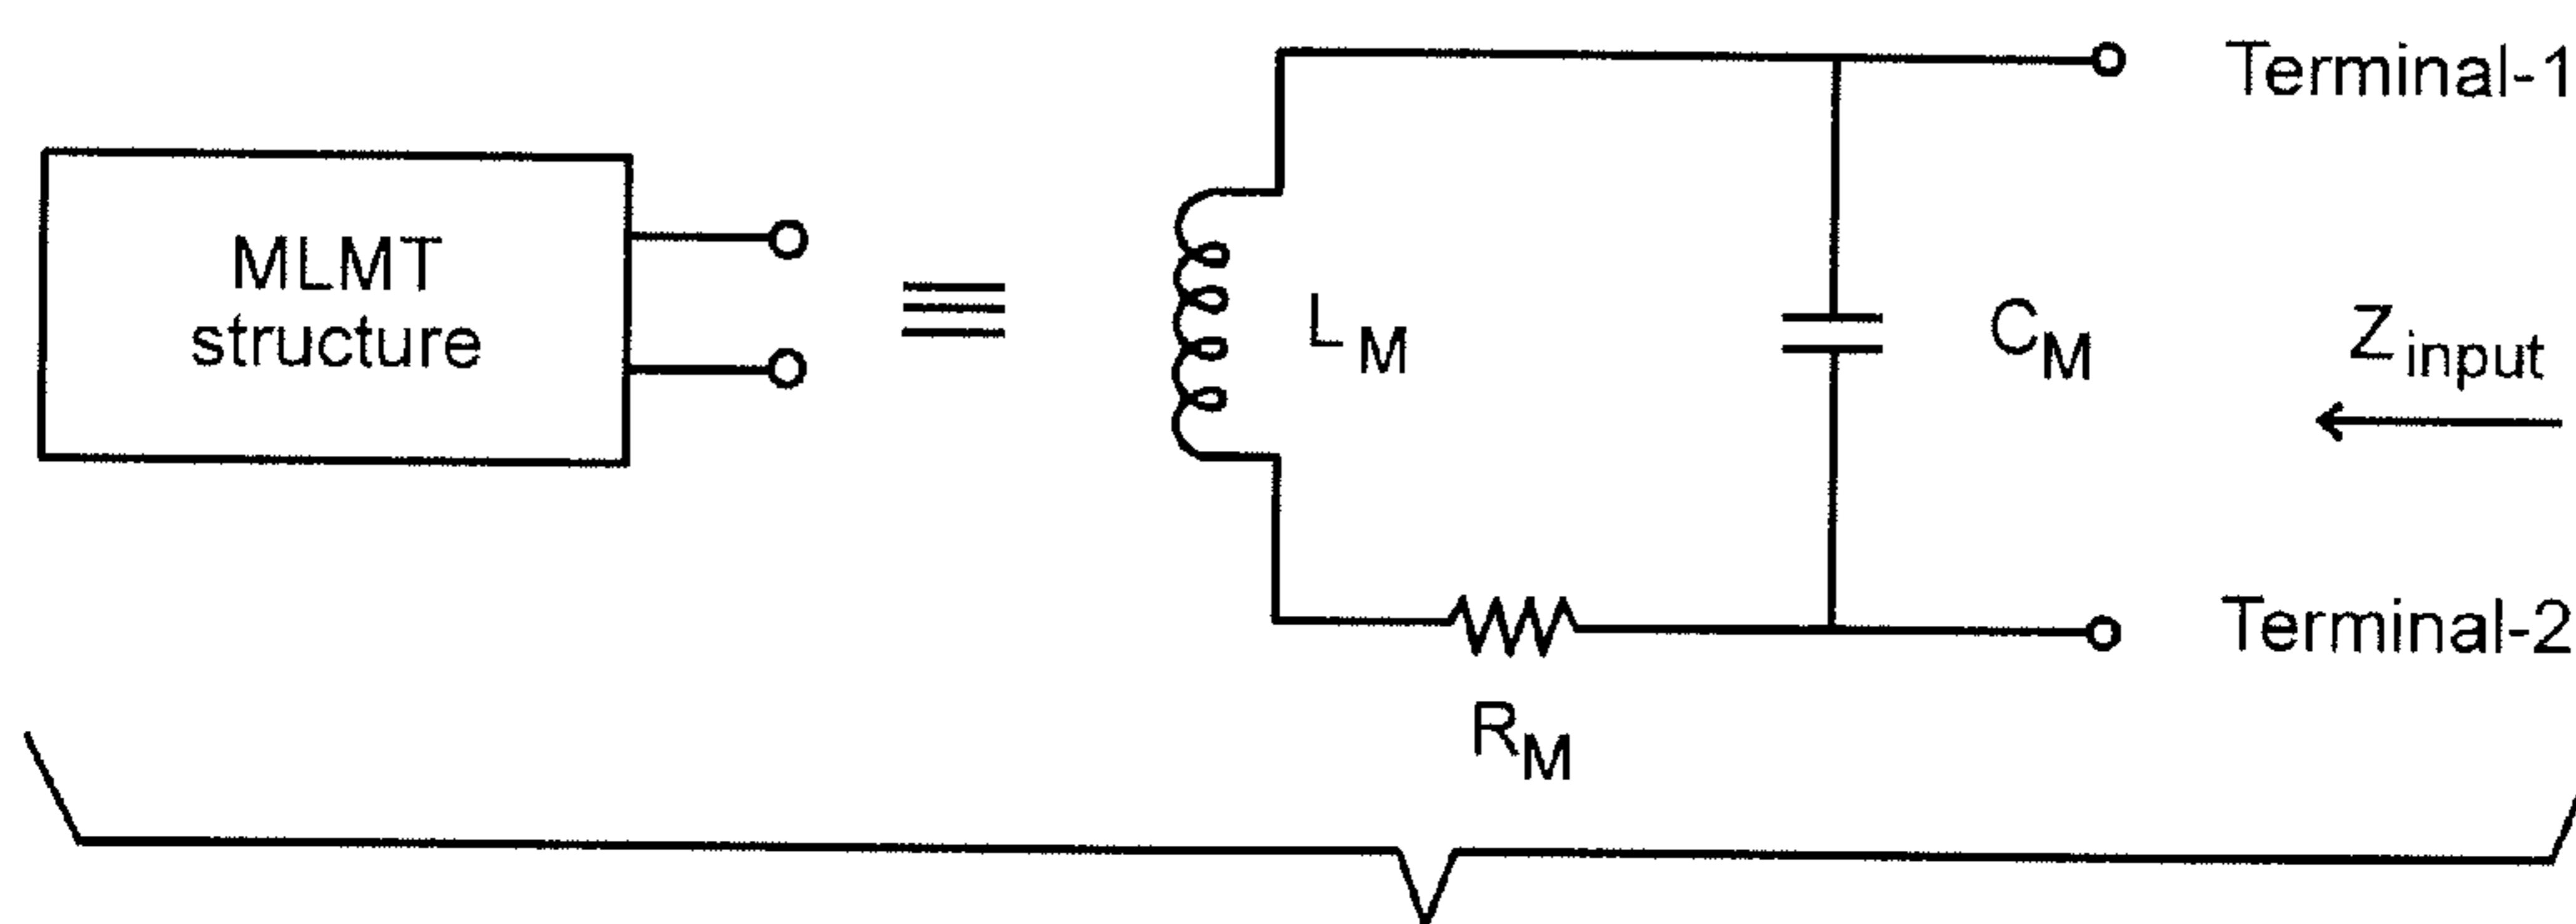 MLMT
structure
L M
R M
C M
Terminal-1
Z input
Terminal-2